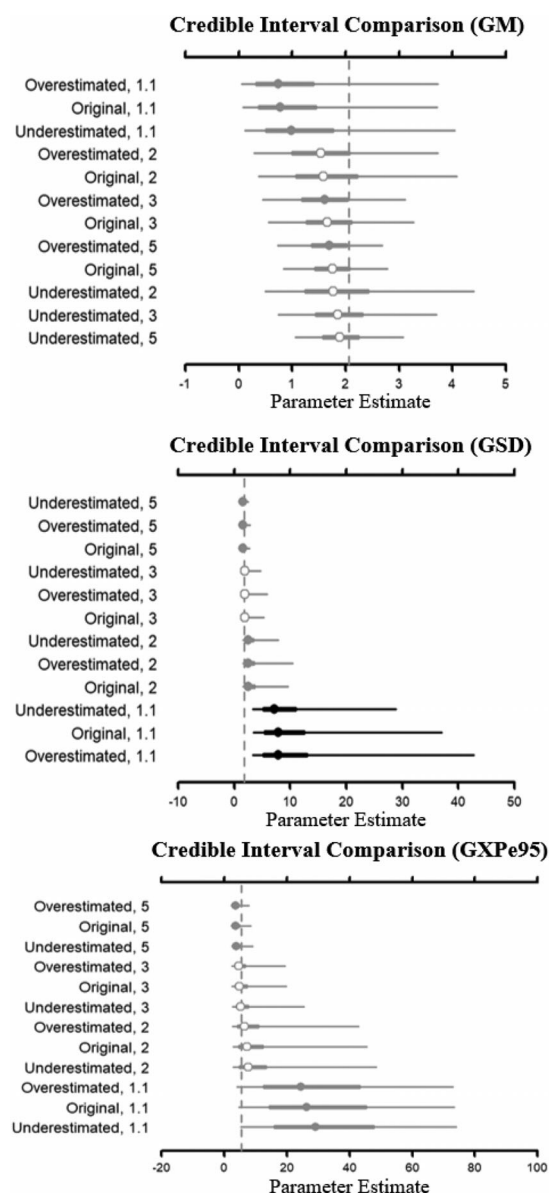 Credible Interval Comparison (GM)
Overestimated, 1.1
Original, 1.1
Underestimated, 1.1
Overestimated, 2
Original, 2
Overestimated, 3
Original, 3
Overestimated, 5
Original, 5
Underestimated, 2
Underestimated, 3
Underestimated, 5
-1 0 1 2 3 4 5
Parameter Estimate
Credible Interval Comparison (GSD)
Underestimated, 5
Overestimated, 5
Original, 5
Underestimated, 3
Overestimated, 3
Original, 3
Underestimated, 2
Overestimated, 2
Original, 2
Underestimated, 1.1
Original, 1.1
Overestimated, 1.1
-10 0 10 20 30 40 50
Parameter Estimate
Credible Interval Comparison (GXPe95)
Overestimated, 5
Original, 5
Underestimated, 5
Overestimated, 3
Original, 3
Underestimated, 3
Overestimated, 2
Original, 2
Underestimated, 2
Overestimated, 1.1
Original, 1.1
Underestimated, 1.1
-20 0 20 40 60 80 100
Parameter Estimate